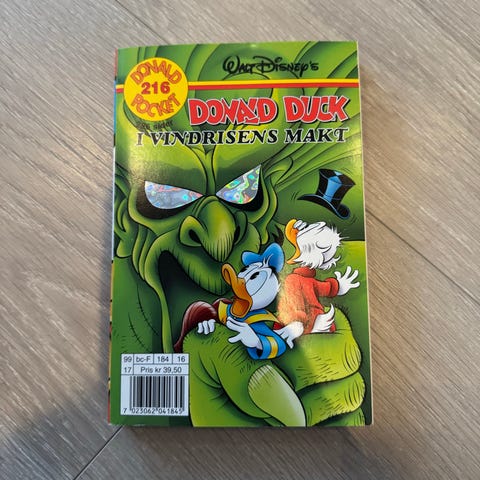 WALT DISNEY'S
DONALD
216
POCKET
DONALD DUCK
I VINDRISENS MAKT
99 bc-F 184 16
17 Pris kr 39,50
7 023062 041845